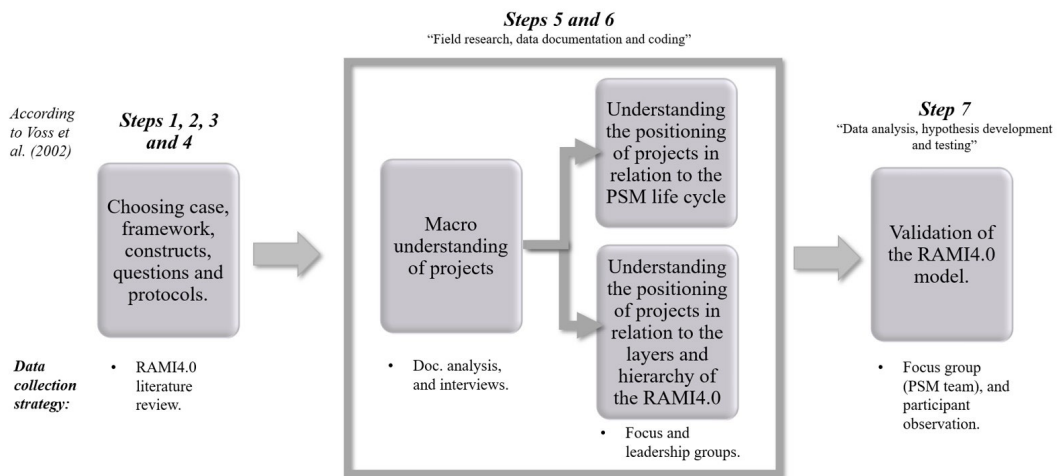 Steps 5 and 6
“Field research, data documentation and coding”
According
to Voss et
al. (2002)
Steps 1, 2, 3
and 4
Choosing case,
framework,
constructs,
questions and
protocols.
Data
collection
strategy:
• RAMI4.0
literature
review.
Macro
understanding
of projects
• Doc. analysis,
and interviews.
Understanding
the positioning
of projects in
relation to the
PSM life cycle
Understanding
the positioning
of projects in
relation to the
layers and
hierarchy of
the RAMI4.0
• Focus and
leadership groups.
Step 7
“Data analysis, hypothesis development
and testing”
Validation of
the RAMI4.0
model.
• Focus group
(PSM team), and
participant
observation.